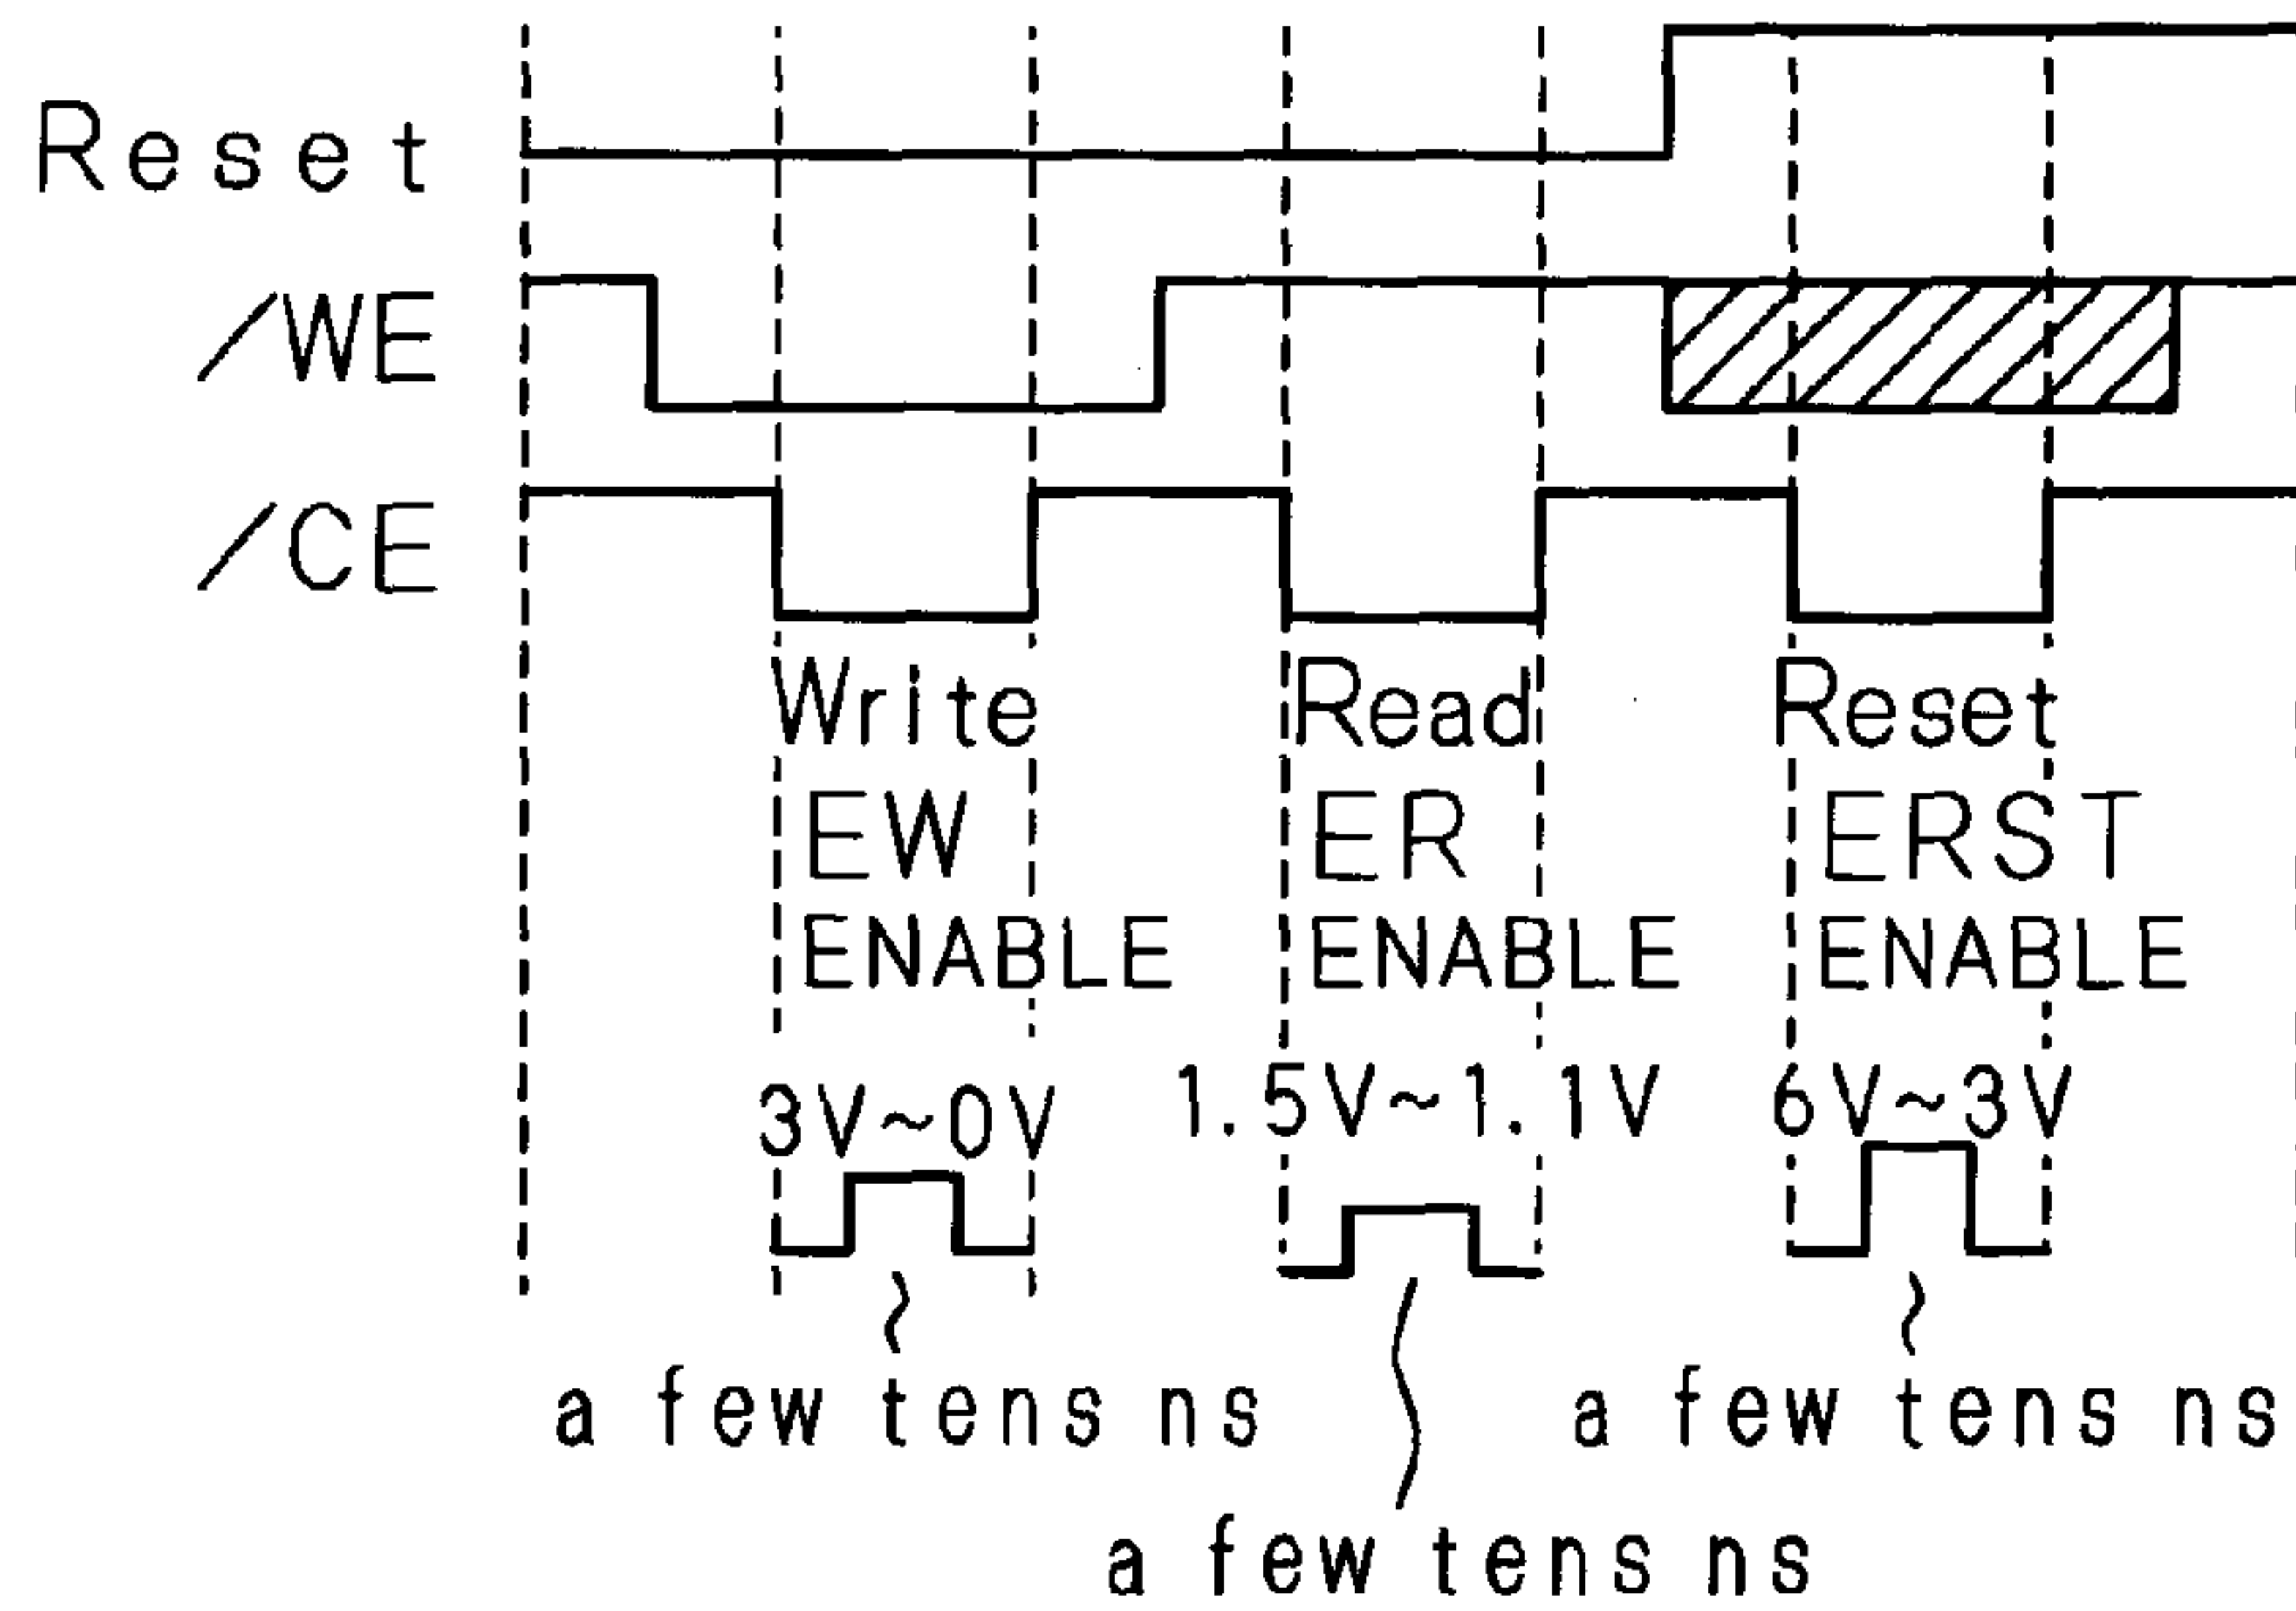 Reset
/WE
/CE
Write Read Reset
EW ER ERST
ENABLE ENABLE ENABLE
3V~0V 1.5V~1.1V 6V~3V
a few tens ns a few tens ns
a few tens ns